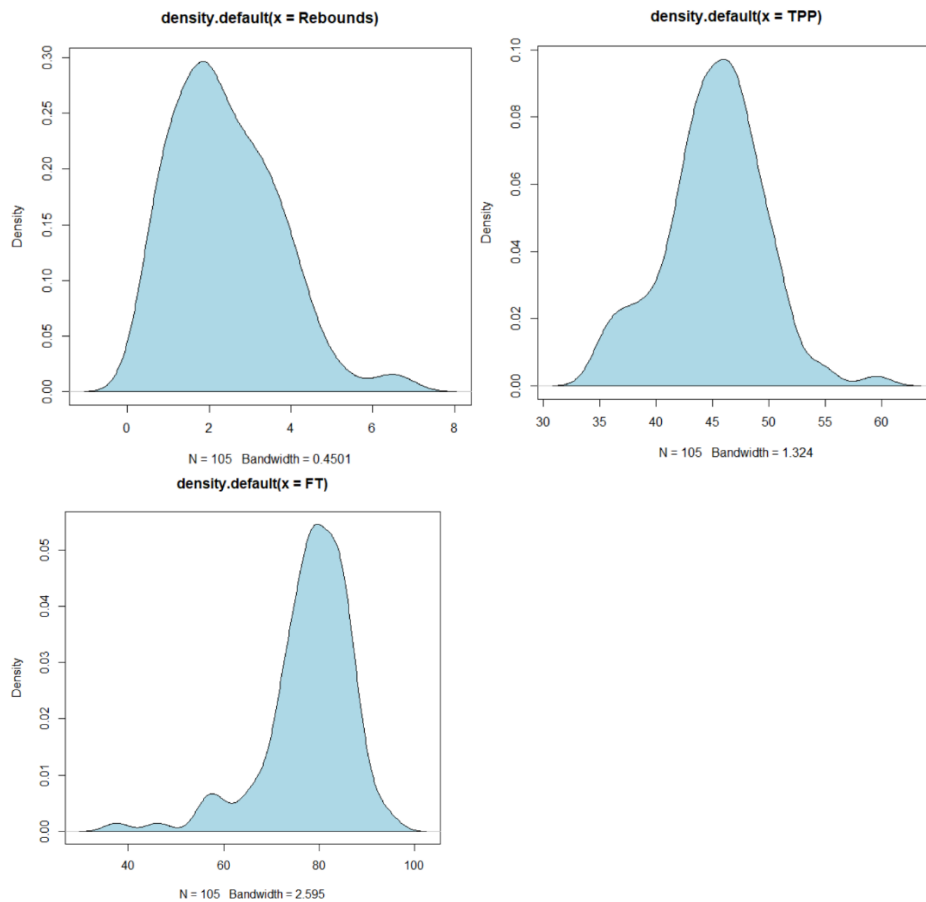 density.default(x = Rebounds)
0.30
0.25
0.20
0.15
0.10
0.05
0.00
Density
0 2 4 6 8
N = 105 Bandwidth = 0.4501
density.default(x = TPP)
0.10
0.08
0.06
0.04
0.02
0.00
Density
30 35 40 45 50 55 60
N = 105 Bandwidth = 1.324
density.default(x = FT)
0.05
0.04
0.03
0.02
0.01
0.00
Density
40 60 80 100
N = 105 Bandwidth = 2.595